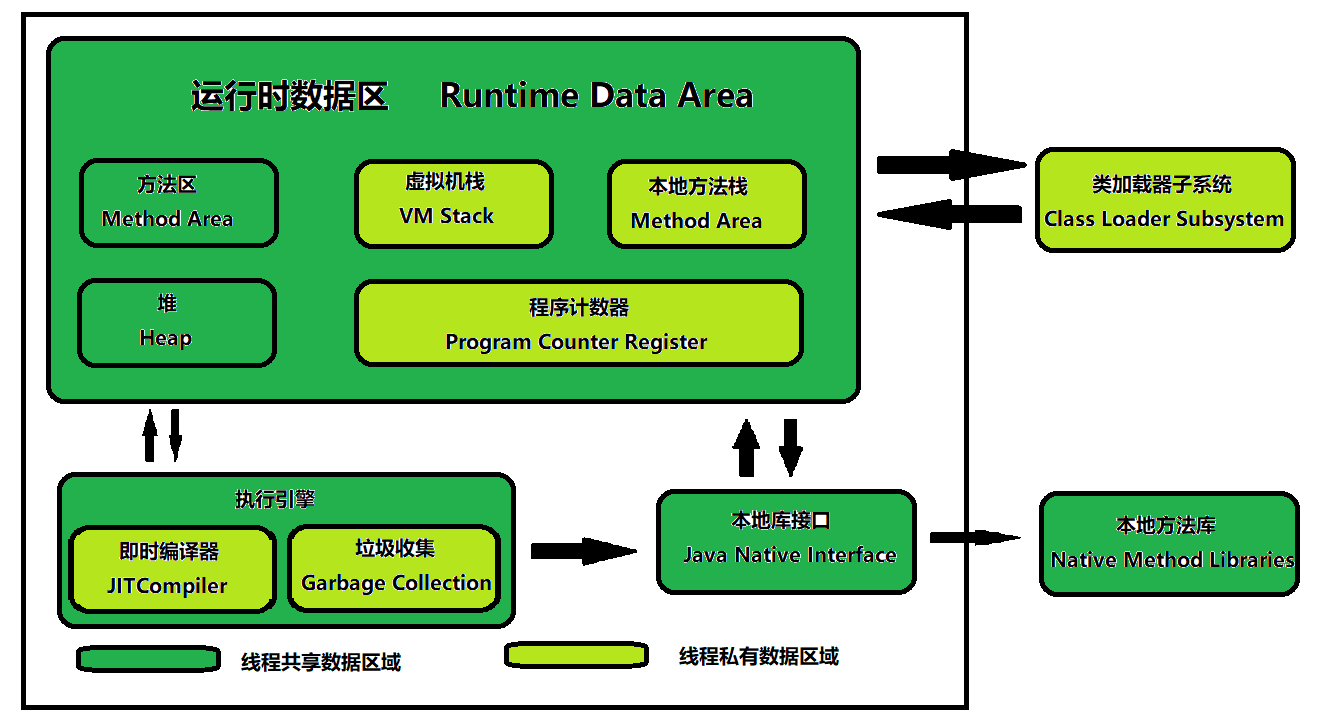 运行时数据区 Runtime Data Area
方法区
Method Area
虚拟机栈
VM Stack
本地方法栈
Method Area
类加载器子系统
Class Loader Subsystem
堆
Heap
程序计数器
Program Counter Register
执行引擎
即时编译器
JITCompiler
垃圾收集
Garbage Collection
本地库接口
Java Native Interface
本地方法库
Native Method Libraries
线程共享数据区域
线程私有数据区域